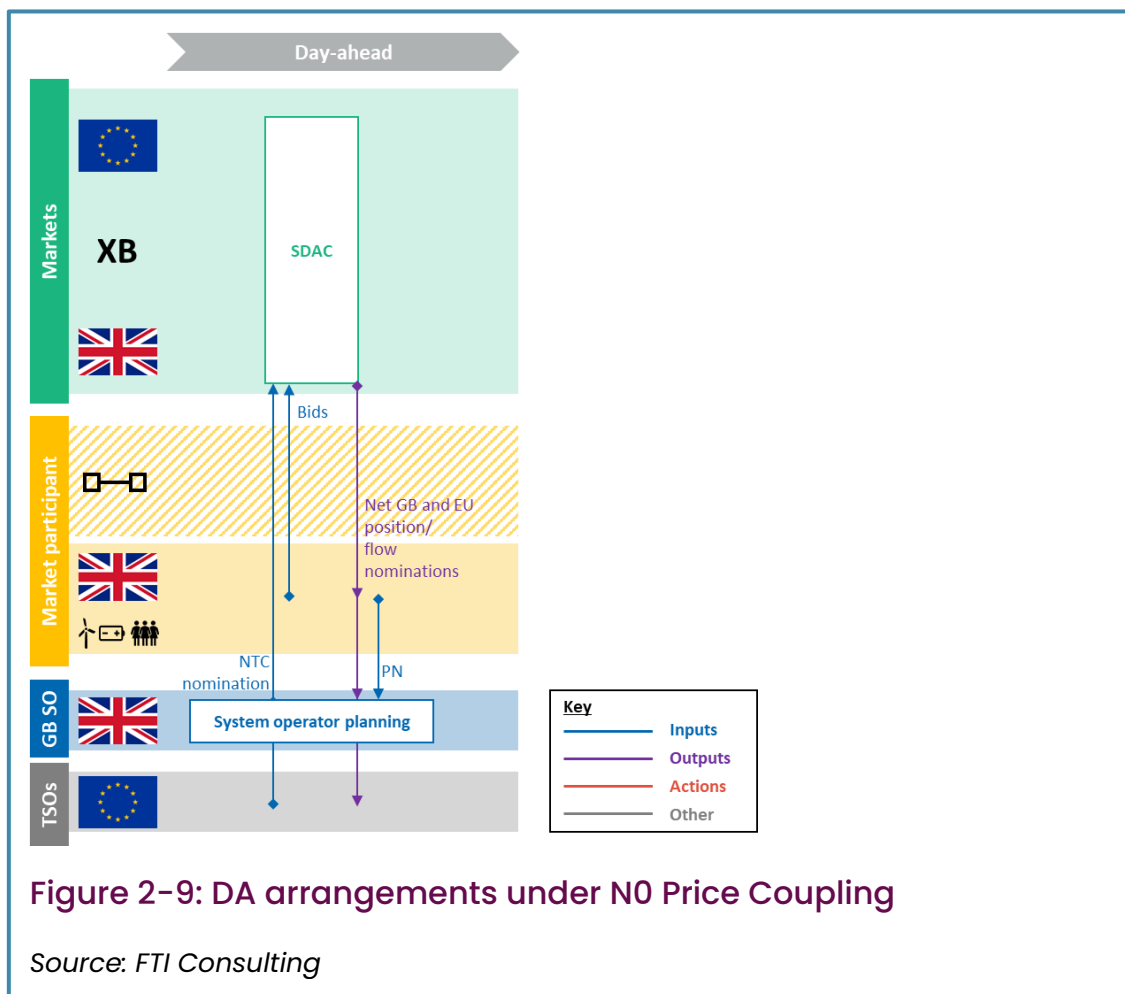 Day-ahead
Markets
XB
SDAC
Bids
Market participant
Net GB and EU
position/
flow
nominations
NTC
nomination
PN
GB SO
System operator planning
TSOs
Key
Inputs
Outputs
Actions
Other
Figure 2-9: DA arrangements under N0 Price Coupling
Source: FTI Consulting